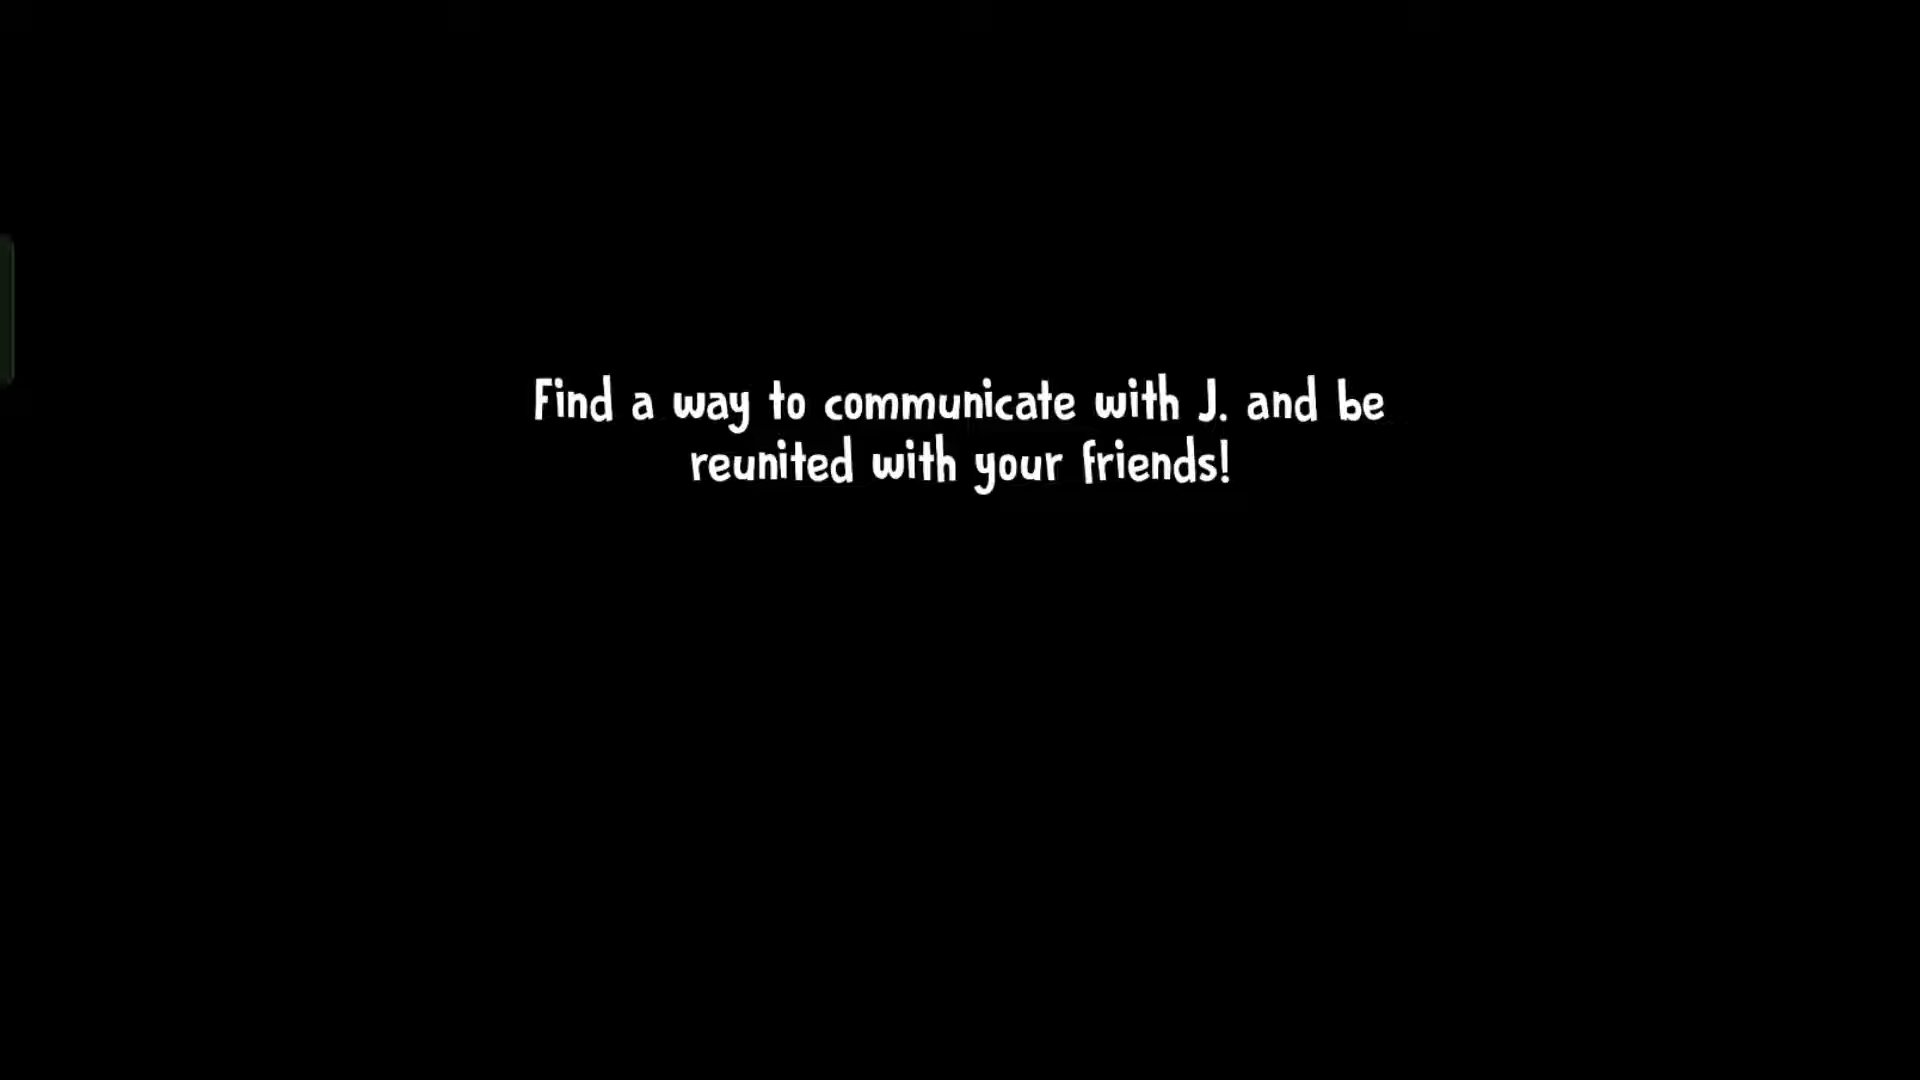 Find a way to communicate with J. and be
reunited with your friends!